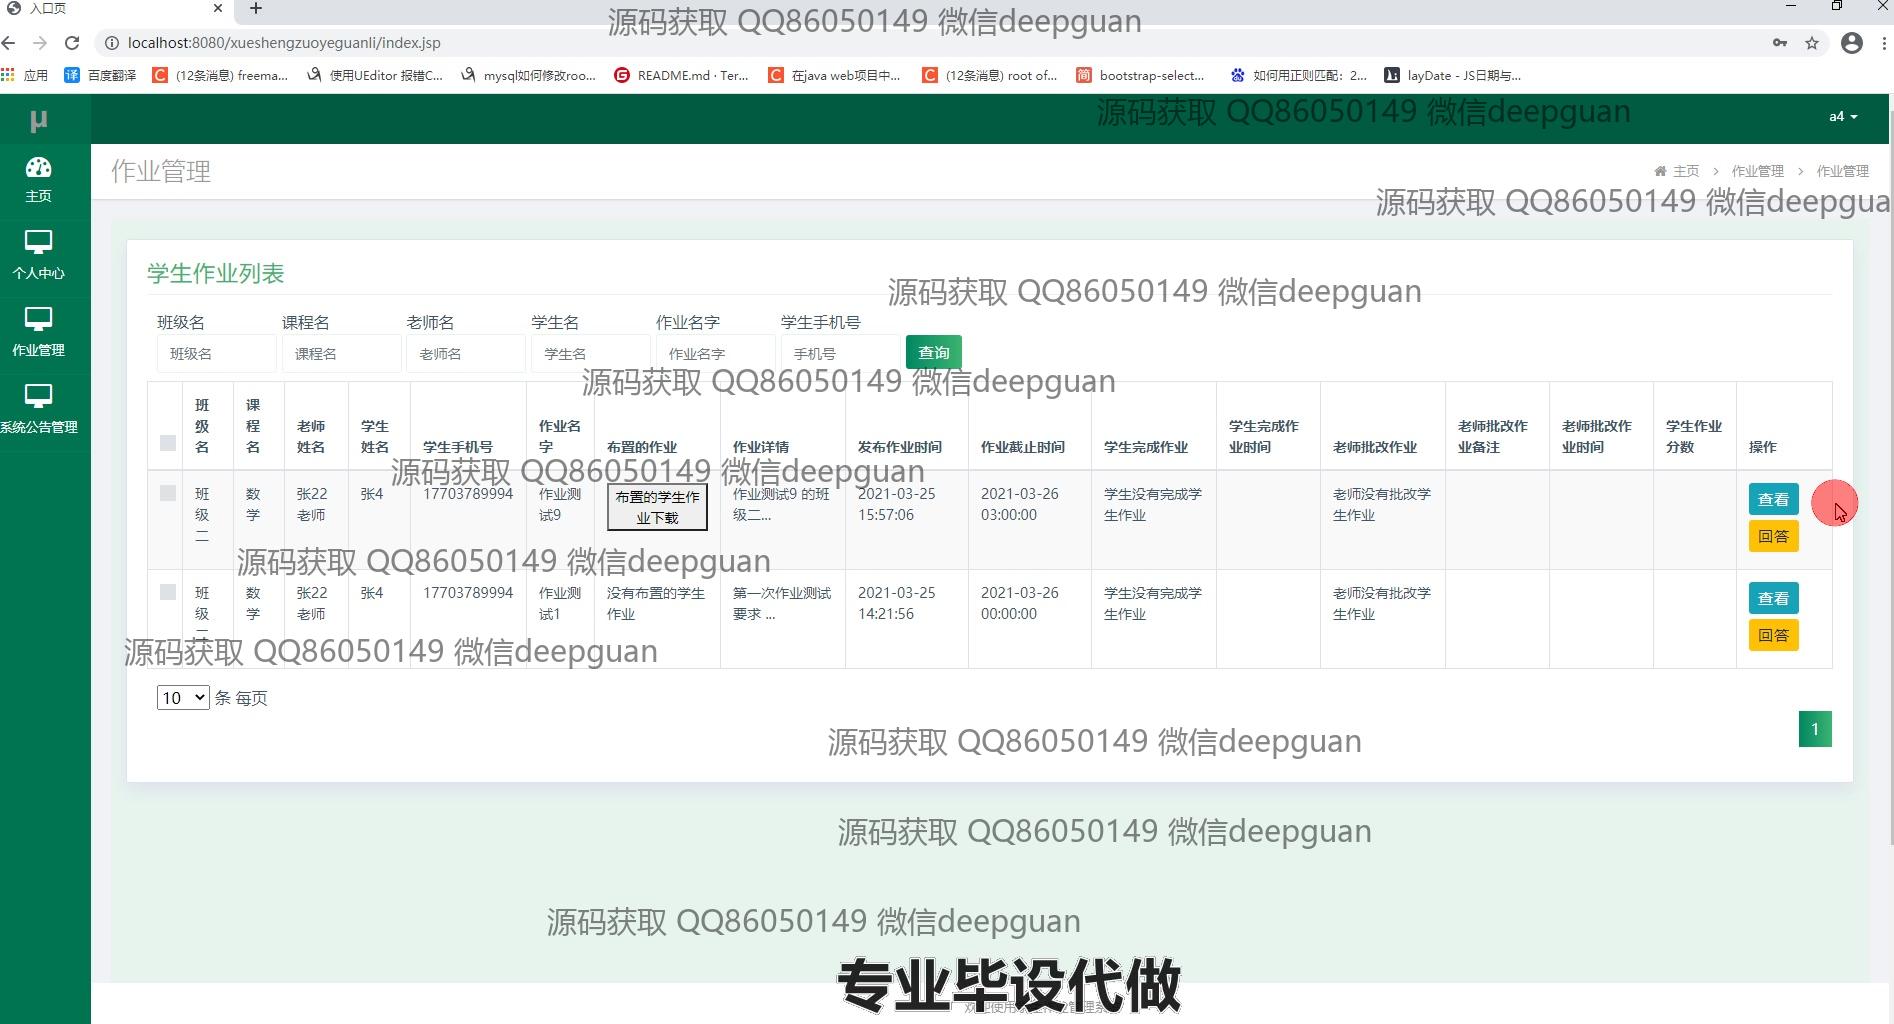 入口页
源码获取 QQ86050149 微信deepguan
localhost:8080/xueshengzuoyeguanli/index.jsp
应用
译 百度翻译
C (12条消息) freema...
使用UEditor 报错C...
mysql如何修改roo...
README.md · Ter...
C 在java web项目中...
C (12条消息) root of...
简 bootstrap-select...
如何用正则匹配：2...
layDate - JS日期与...
μ
源码获取 QQ86050149 微信deepguan
a4
主页
个人中心
作业管理
系统公告管理
作业管理
主页 > 作业管理 > 作业管理
源码获取 QQ86050149 微信deepgua
学生作业列表
源码获取 QQ86050149 微信deepguan
班级名 课程名 老师名 学生名 作业名字 学生手机号
班级名 课程名 老师名 学生名 作业名字 手机号 查询
源码获取 QQ86050149 微信deepguan
班级名 课程名 老师姓名 学生姓名 学生手机号 作业名字 布置的作业 作业详情 发布作业时间 作业截止时间 学生完成作业 学生完成作业时间 老师批改作业 老师批改作业备注 老师批改作业时间 学生作业分数 操作
源码获取 QQ86050149 微信deepguan
班级二 数学 张22老师 张4 17703789994 作业测试9 布置的学生作业下载 作业测试9 的班级二... 2021-03-25 15:57:06 2021-03-26 03:00:00 学生没有完成学生作业 老师没有批改学生作业 查看 回答
源码获取 QQ86050149 微信deepguan
班级二 数学 张22老师 张4 17703789994 作业测试1 没有布置的学生作业 第一次作业测试要求 ... 2021-03-25 14:21:56 2021-03-26 00:00:00 学生没有完成学生作业 老师没有批改学生作业 查看 回答
源码获取 QQ86050149 微信deepguan
10 条 每页
1
源码获取 QQ86050149 微信deepguan
源码获取 QQ86050149 微信deepguan
源码获取 QQ86050149 微信deepguan
专业毕设代做